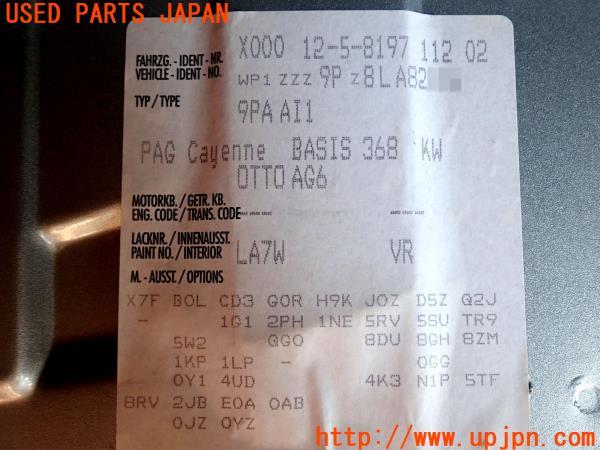 USED PARTS JAPAN
FAHRZG. - IDENT - NR. X000 12-5-8197 112 02
VEHICLE - IDENT - NO. WP1 ZZZ 9P Z8LA82
TYP / TYPE 9PA AI1
PAG Cayenne BASIS 368 KW
OTTO AG6
MOTORKB. / GETR. KB.
ENG. CODE / TRANS. CODE
LACKNR. / INNENAUSST.
PAINT NO. / INTERIOR LA7W VR
M. - AUSST. / OPTIONS
X7F B0L CD3 G0R H9K J0Z D5Z Q2J
- 1G1 2PH 1NE 5RV 5SU TR9
5W2 QG0 8DU 8GH 8ZM
1KP 1LP - 0GG
0Y1 4UD 4K3 N1P 5TF
8RV 2JB E0A 0AB
0JZ 0YZ
http://www.upjpn.com/